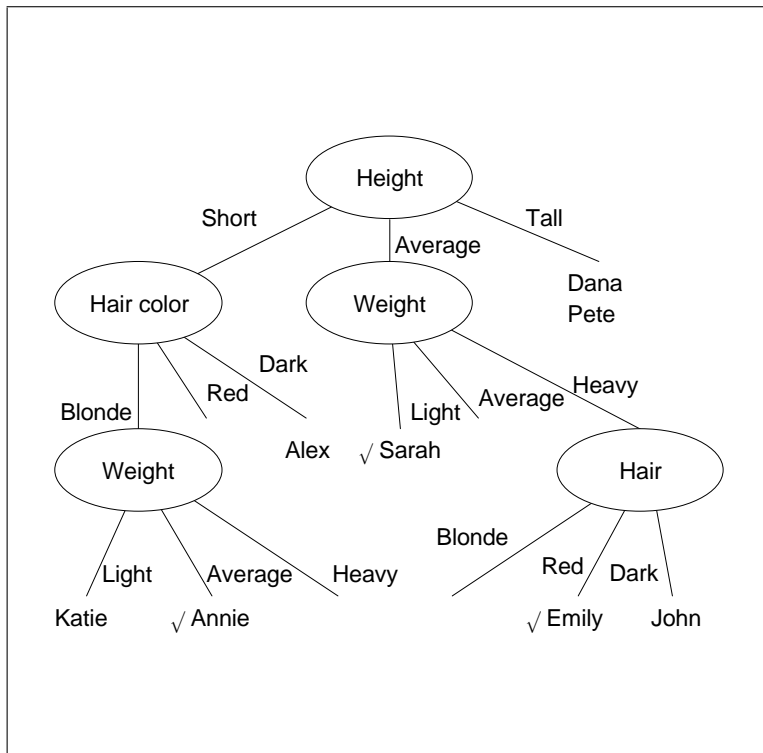 Height
Short
Average
Tall
Hair color
Weight
Dana
Pete
Blonde
Red
Dark
Light
Average
Heavy
Alex
√ Sarah
Weight
Hair
Light
Average
Heavy
Blonde
Red
Dark
Katie
√ Annie
√ Emily
John